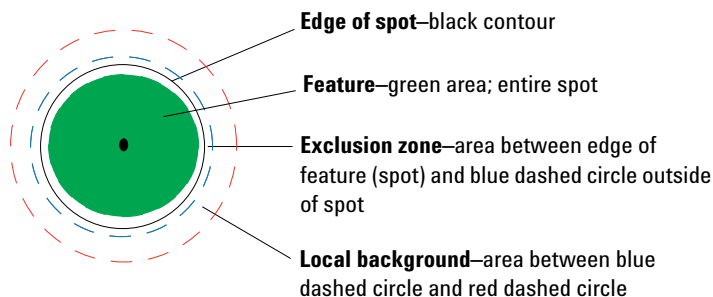 Edge of spot–black contour
Feature–green area; entire spot
Exclusion zone–area between edge of
feature (spot) and blue dashed circle outside
of spot
Local background–area between blue
dashed circle and red dashed circle